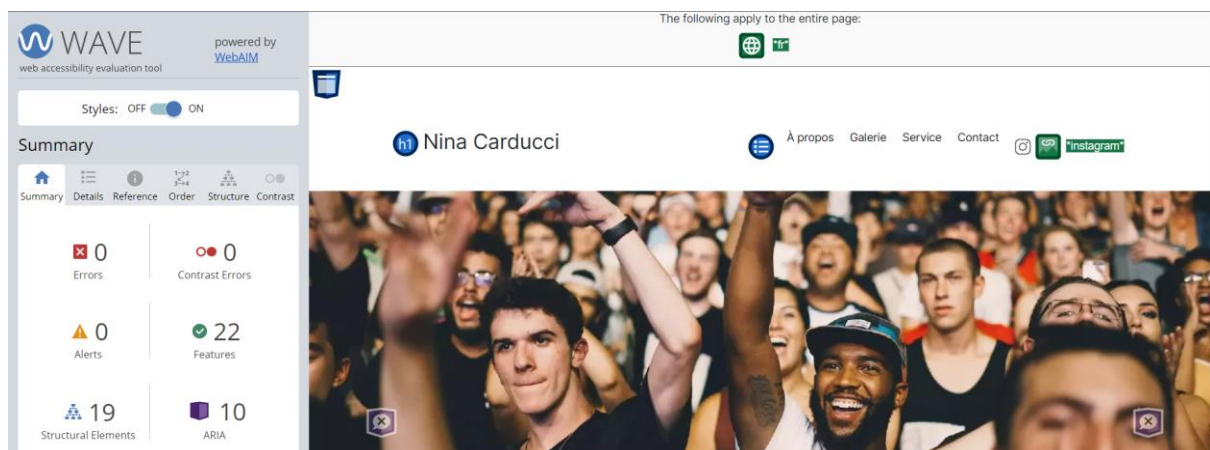 WAVE
web accessibility evaluation tool
powered by
WebAIM
Styles: OFF ON
Summary
Summary Details Reference Order Structure Contrast
0
Errors
0
Contrast Errors
0
Alerts
22
Features
19
Structural Elements
10
ARIA
The following apply to the entire page:
"fr"
h1 Nina Carducci
À propos Galerie Service Contact
"instagram"